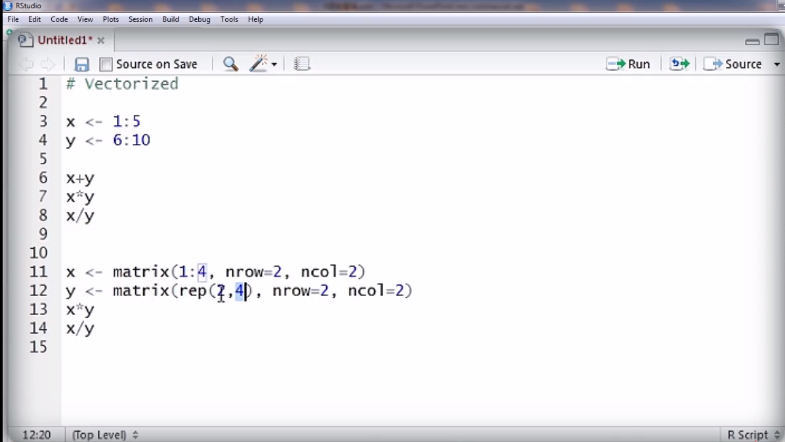 RStudio
File Edit Code View Plots Session Build Debug Tools Help
Untitled1* ×
Source on Save Run Source
1 # Vectorized
2
3 x <- 1:5
4 y <- 6:10
5
6 x+y
7 x*y
8 x/y
9
10
11 x <- matrix(1:4, nrow=2, ncol=2)
12 y <- matrix(rep(2,4), nrow=2, ncol=2)
13 x*y
14 x/y
15
12:20 (Top Level) R Script